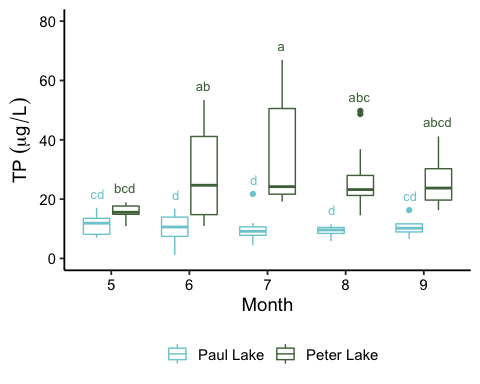 TP (μg/L)
80
60
40
20
0
cd bcd d ab d a d abc cd abcd
5 6 7 8 9
Month
Paul Lake Peter Lake